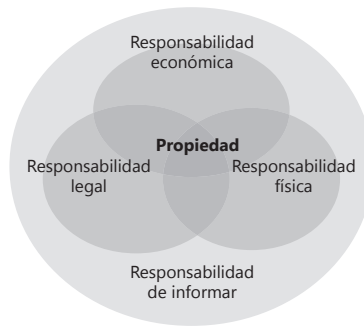 Responsabilidad
económica
Propiedad
Responsabilidad
legal
Responsabilidad
física
Responsabilidad
de informar